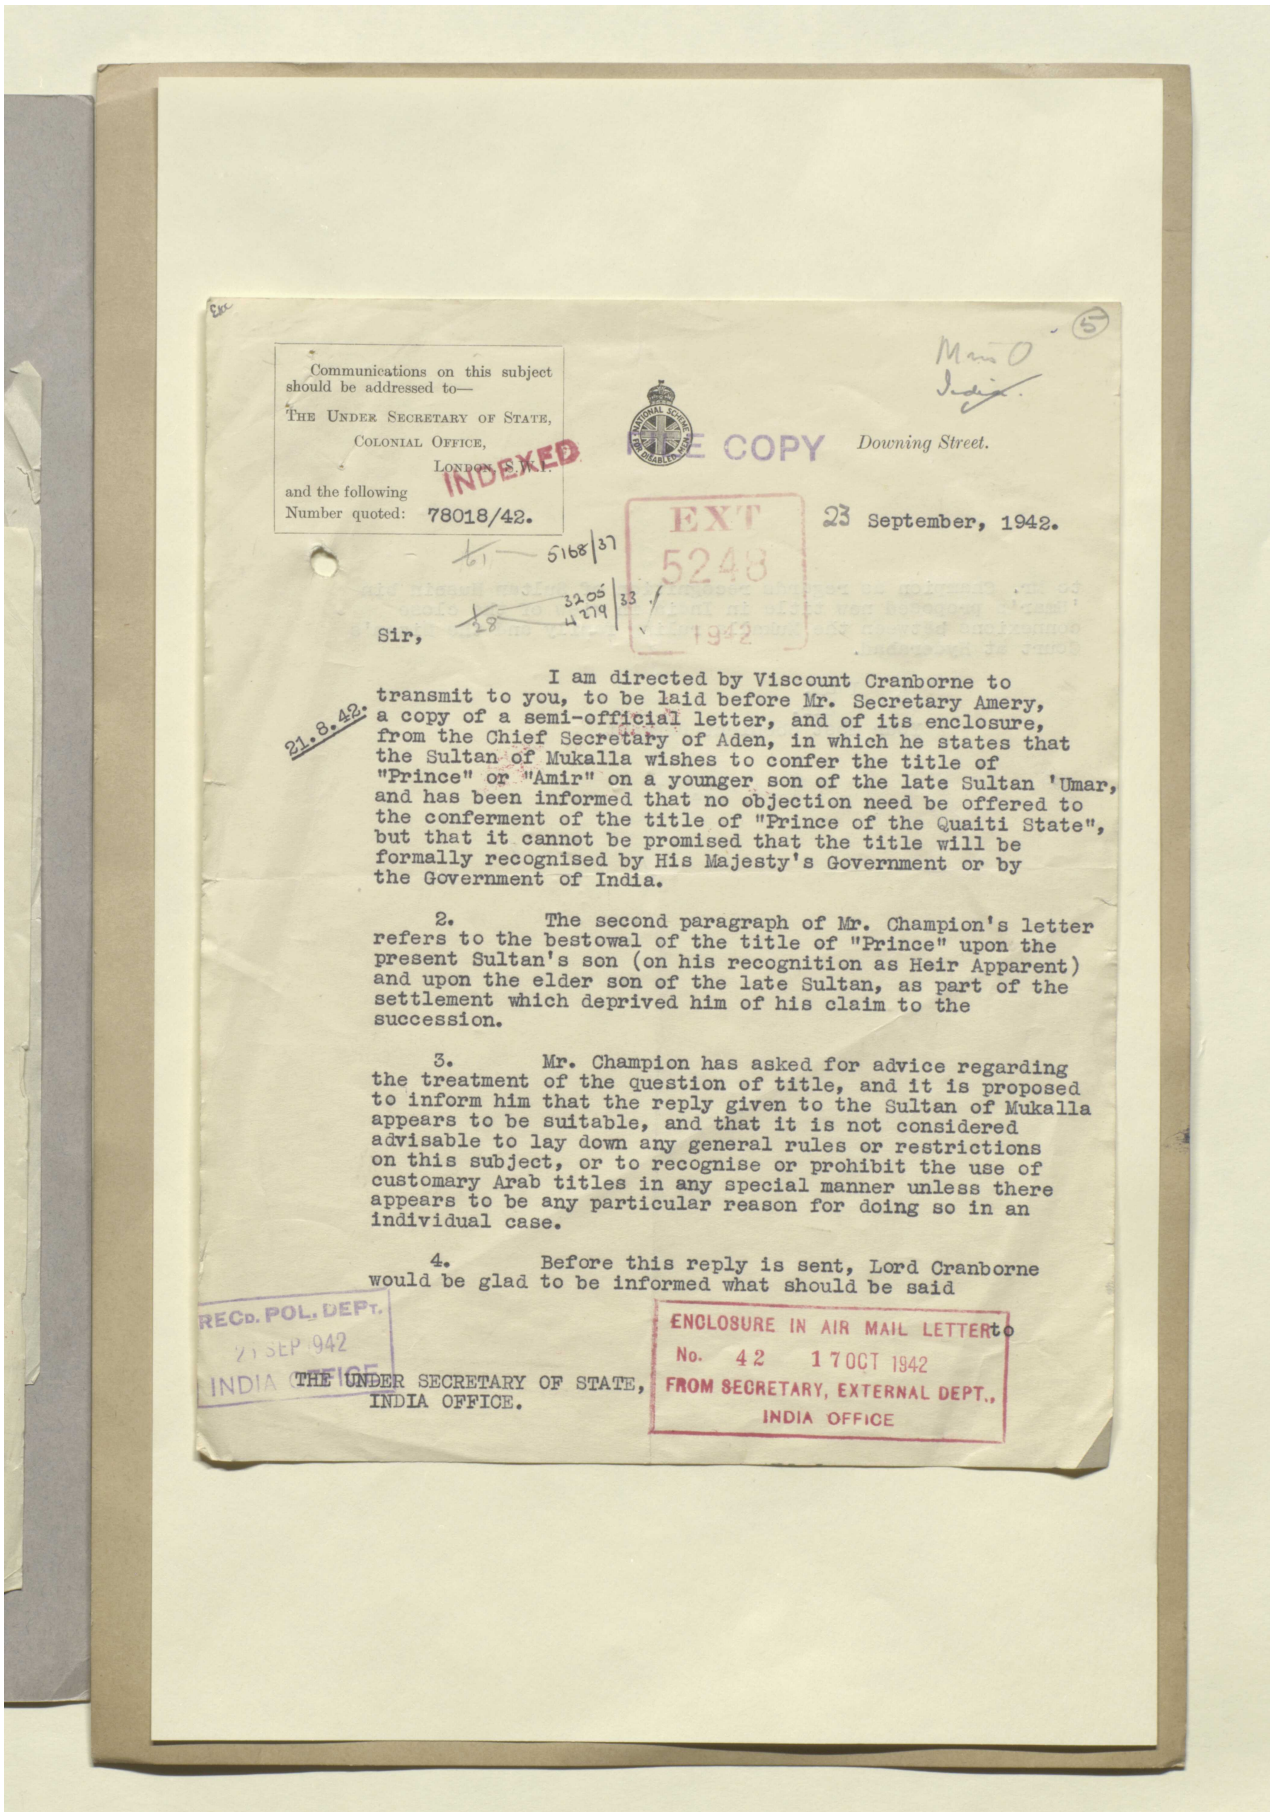 5
Communications on this subject
should be addressed to—
THE UNDER SECRETARY OF STATE,
COLONIAL OFFICE,
LONDON, S.W.1.
and the following
Number quoted: 78018/42.
INDEXED
NATIONAL SCHEME
FOR DISABLED MEN
COPY
Downing Street.
India.
EXT
5248
1942
23 September, 1942.
5168/37
3205
4279/33
Sir,
I am directed by Viscount Cranborne to
transmit to you, to be laid before Mr. Secretary Amery,
21.8.42. a copy of a semi-official letter, and of its enclosure,
from the Chief Secretary of Aden, in which he states that
the Sultan of Mukalla wishes to confer the title of
"Prince" or "Amir" on a younger son of the late Sultan 'Umar,
and has been informed that no objection need be offered to
the conferment of the title of "Prince of the Quaiti State",
but that it cannot be promised that the title will be
formally recognised by His Majesty's Government or by
the Government of India.
2. The second paragraph of Mr. Champion's letter
refers to the bestowal of the title of "Prince" upon the
present Sultan's son (on his recognition as Heir Apparent)
and upon the elder son of the late Sultan, as part of the
settlement which deprived him of his claim to the
succession.
3. Mr. Champion has asked for advice regarding
the treatment of the question of title, and it is proposed
to inform him that the reply given to the Sultan of Mukalla
appears to be suitable, and that it is not considered
advisable to lay down any general rules or restrictions
on this subject, or to recognise or prohibit the use of
customary Arab titles in any special manner unless there
appears to be any particular reason for doing so in an
individual case.
4. Before this reply is sent, Lord Cranborne
would be glad to be informed what should be said
to
RECD. POL. DEPT.
SEP 942
INDIA OFFICE
THE UNDER SECRETARY OF STATE,
INDIA OFFICE.
ENCLOSURE IN AIR MAIL LETTER
No. 42 17 OCT 1942
FROM SECRETARY, EXTERNAL DEPT.,
INDIA OFFICE